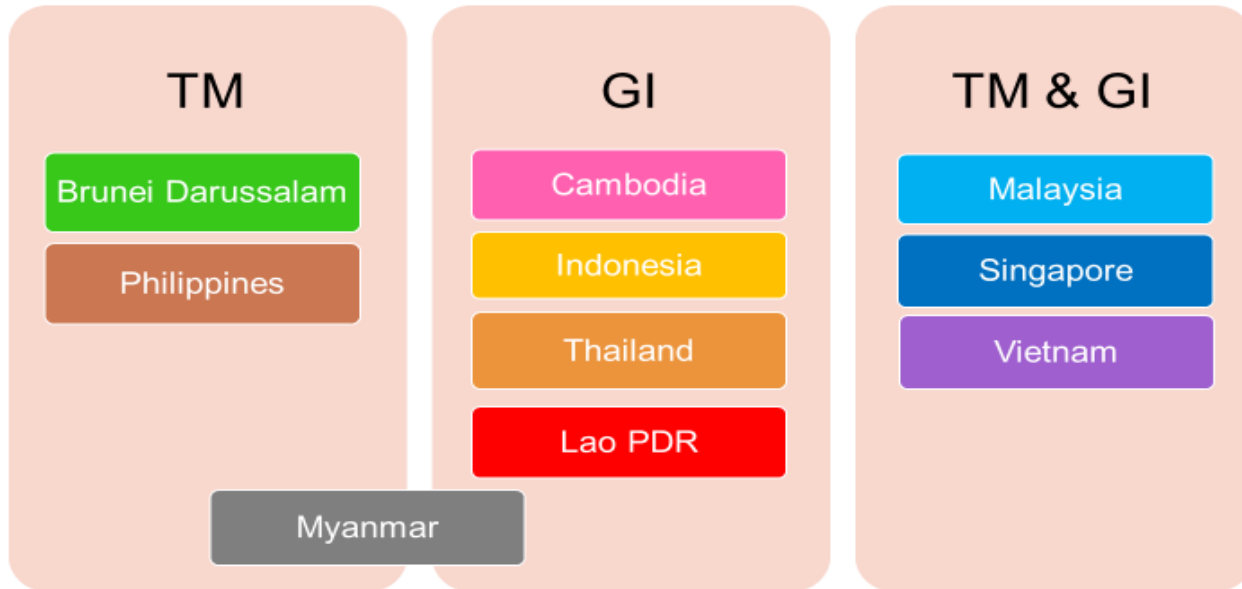 TM
Brunei Darussalam
Philippines
GI
Cambodia
Indonesia
Thailand
Lao PDR
Myanmar
TM & GI
Malaysia
Singapore
Vietnam